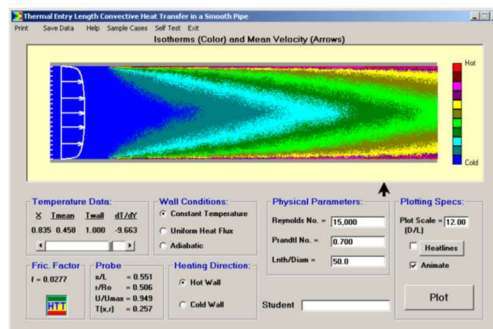 Thermal Entry Length Convective Heat Transfer in a Smooth Pipe
Print Save Data Help Sample Cases Self Test Exit
Isotherms (Color) and Mean Velocity (Arrows)
Hot
Cold
Temperature Data:
X Tmean Twall dT/dY
0.835 0.458 1.000 -9.663
Wall Conditions:
Constant Temperature
Uniform Heat Flux
Adiabatic
Physical Parameters:
Reynolds No. = 15,000
Prandtl No. = 0.700
Lnth/Diam = 50.0
Plotting Specs:
Plot Scale = 12.00
(D/L)
Heatlines
Animate
Plot
Fric. Factor
f = 0.0277
HTT
Probe
x/L = 0.551
r/Ro = 0.506
U/Umax = 0.949
T(x,r) = 0.257
Heating Direction:
Hot Wall
Cold Wall
Student